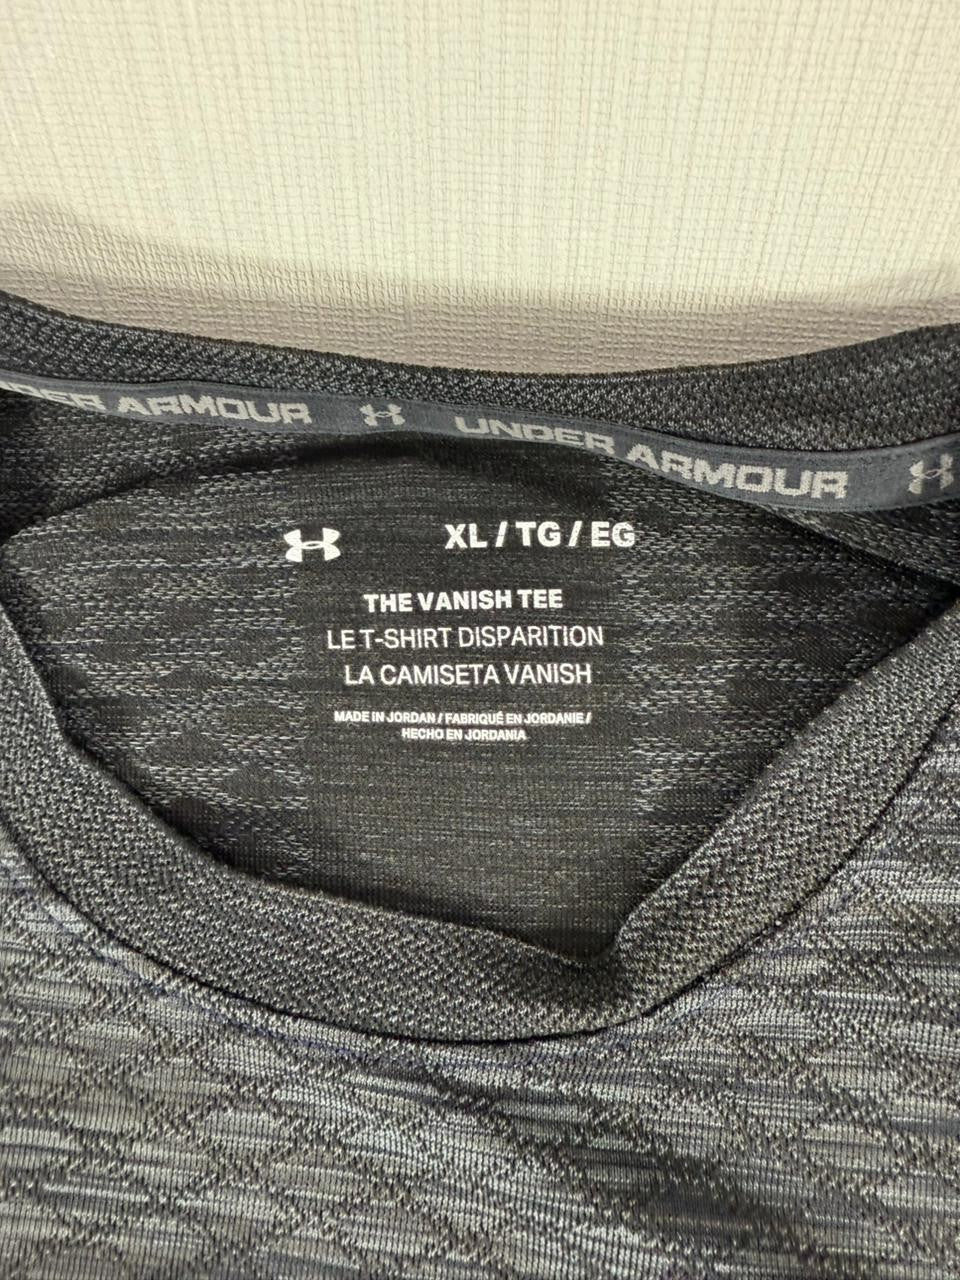 UNDER ARMOUR UNDER ARMOUR
XL / TG / EG
THE VANISH TEE
LE T-SHIRT DISPARITION
LA CAMISETA VANISH
MADE IN JORDAN / FABRIQUÉ EN JORDANIE /
HECHO EN JORDANIA